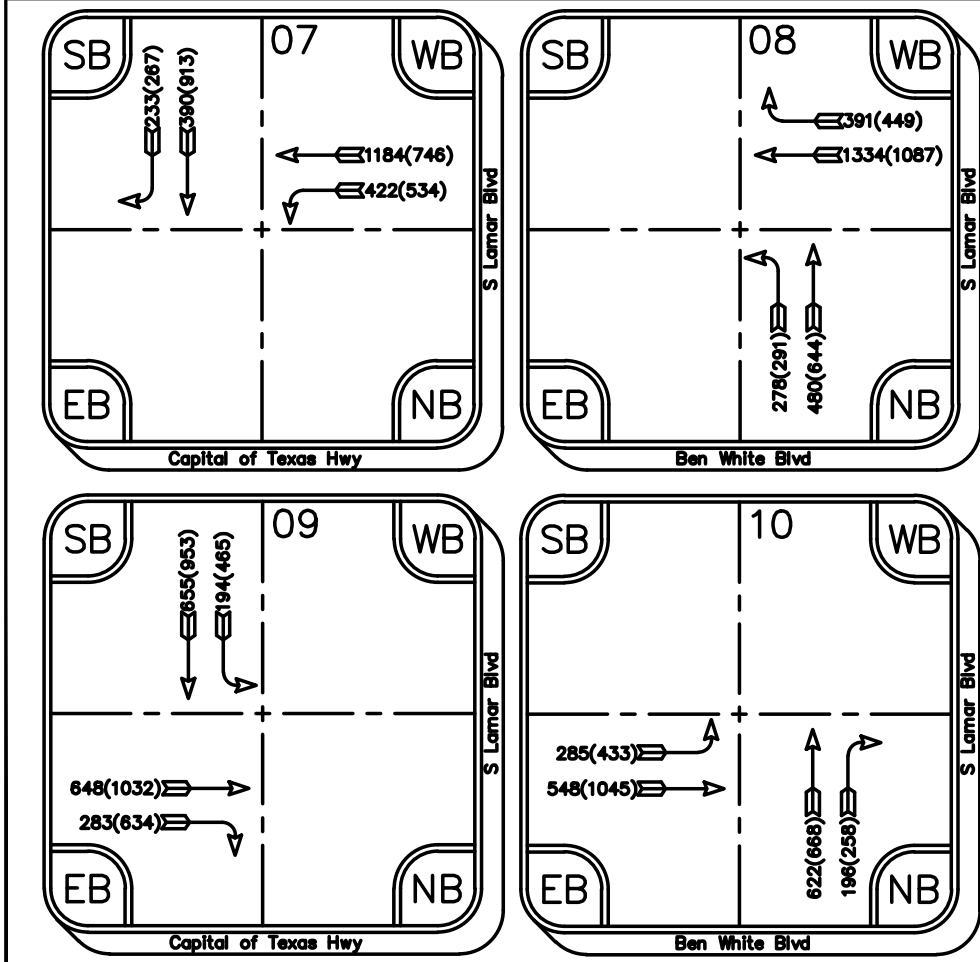 SB
07
WB
233(267)
390(913)
1184(746)
422(534)
EB
NB
Capital of Texas Hwy
S Lamar Blvd
SB
08
WB
391(449)
1334(1087)
278(291)
480(644)
EB
NB
Ben White Blvd
S Lamar Blvd
SB
09
WB
655(953)
194(465)
648(1032)
283(634)
EB
NB
Capital of Texas Hwy
S Lamar Blvd
SB
10
WB
285(433)
548(1045)
622(668)
196(258)
EB
NB
Ben White Blvd
S Lamar Blvd